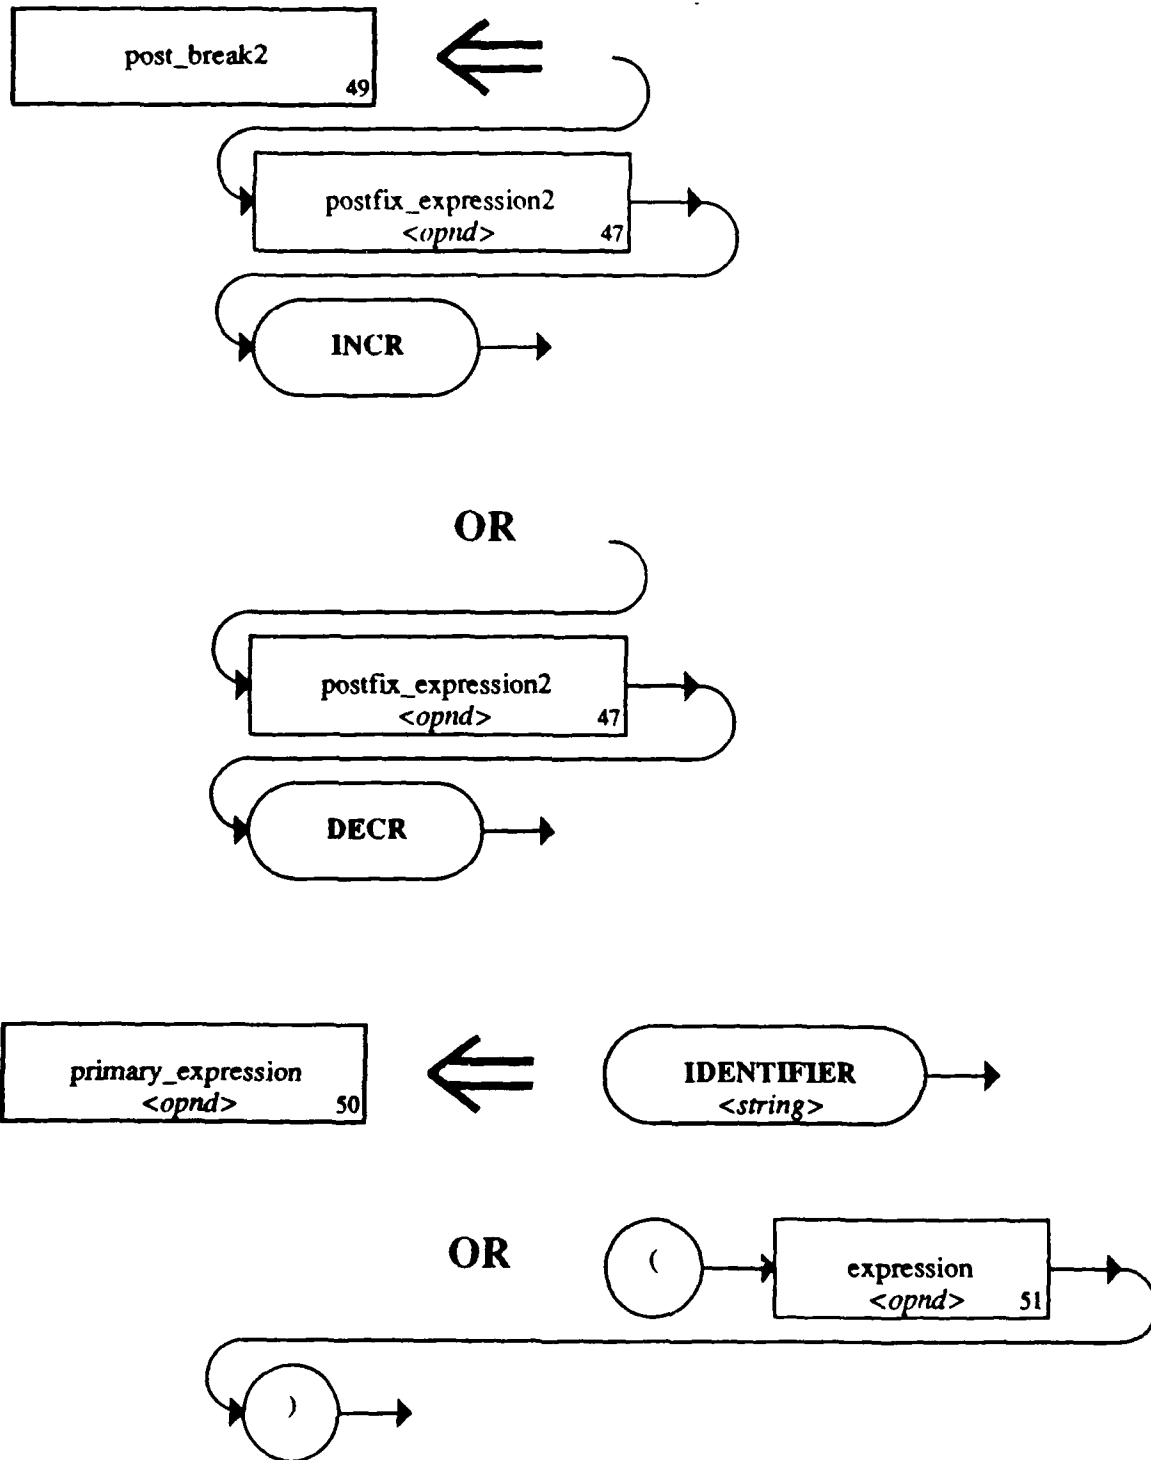 post_break2
49
postfix_expression2
<opnd>
47
INCR
OR
postfix_expression2
<opnd>
47
DECR
primary_expression
<opnd>
50
IDENTIFIER
<string>
OR
(
expression
<opnd>
51
)